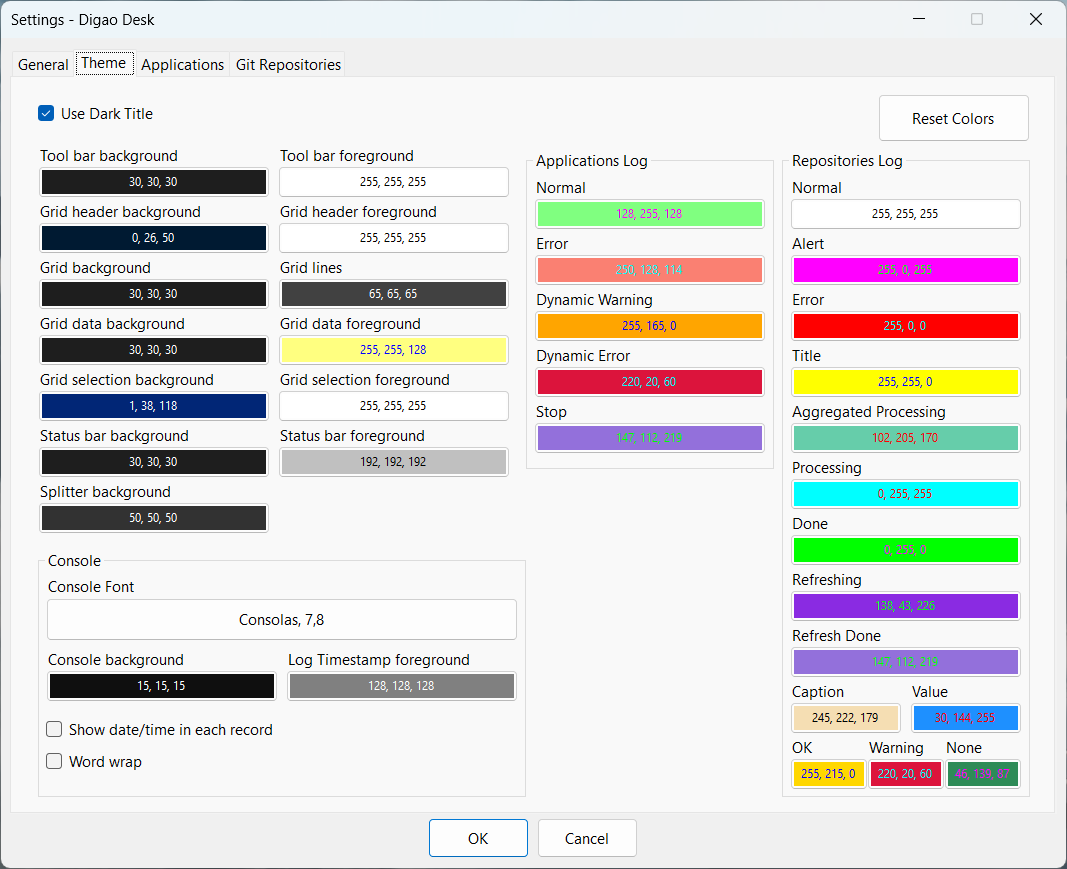 Settings - Digao Desk
General Theme Applications Git Repositories
Use Dark Title
Reset Colors
Tool bar background
30, 30, 30
Tool bar foreground
255, 255, 255
Grid header background
0, 26, 50
Grid header foreground
255, 255, 255
Grid background
30, 30, 30
Grid lines
65, 65, 65
Grid data background
30, 30, 30
Grid data foreground
255, 255, 128
Grid selection background
1, 38, 118
Grid selection foreground
255, 255, 255
Status bar background
30, 30, 30
Status bar foreground
192, 192, 192
Splitter background
50, 50, 50
Console
Console Font
Consolas, 7,8
Console background
15, 15, 15
Log Timestamp foreground
128, 128, 128
Show date/time in each record
Word wrap
Applications Log
Normal
128, 255, 128
Error
250, 128, 114
Dynamic Warning
255, 165, 0
Dynamic Error
220, 20, 60
Stop
147, 112, 219
Repositories Log
Normal
255, 255, 255
Alert
255, 0, 255
Error
255, 0, 0
Title
255, 255, 0
Aggregated Processing
102, 205, 170
Processing
0, 255, 255
Done
0, 255, 0
Refreshing
138, 43, 226
Refresh Done
147, 112, 219
Caption
245, 222, 179
Value
30, 144, 255
OK
255, 215, 0
Warning
220, 20, 60
None
46, 139, 87
OK
Cancel